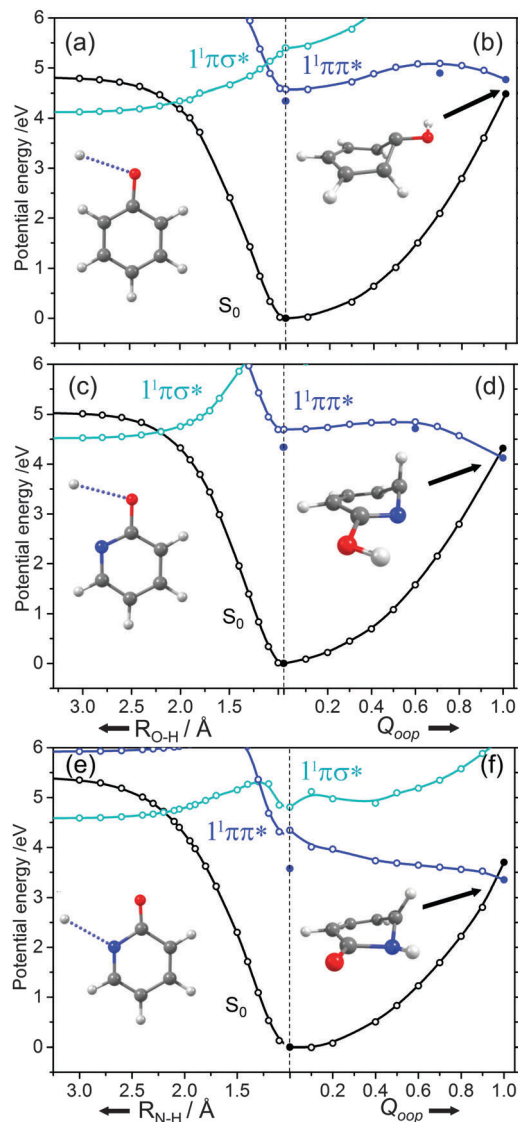 (a)
(b)
1¹πσ*
1¹ππ*
S₀
Potential energy /eV
6
5
4
3
2
1
0
(c)
(d)
1¹πσ*
1¹ππ*
S₀
Potential energy /eV
6
5
4
3
2
1
0
3.0 2.5 2.0 1.5 0.2 0.4 0.6 0.8 1.0
R_O-H / Å
Q_oop
(e)
(f)
1¹πσ*
1¹ππ*
S₀
Potential energy /eV
6
5
4
3
2
1
0
3.0 2.5 2.0 1.5 0.2 0.4 0.6 0.8 1.0
R_N-H / Å
Q_oop